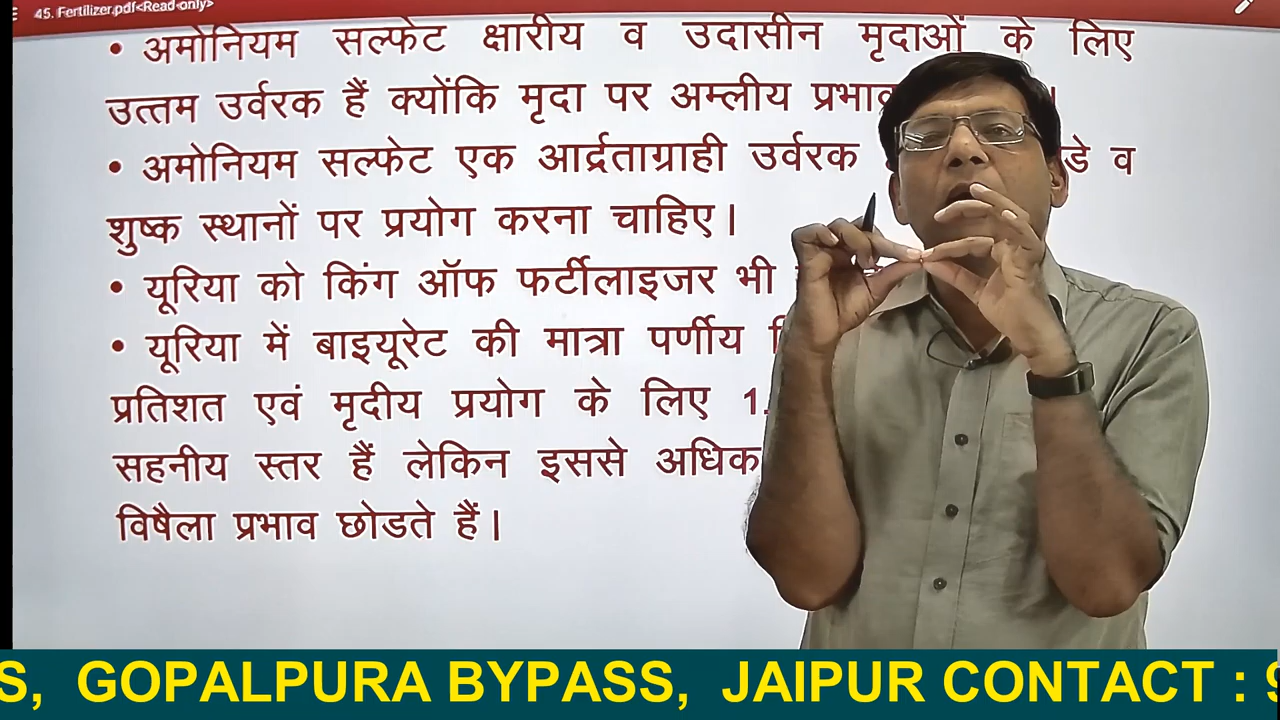 45. Fertilizer.pdf<Read-only>
• अमोनियम सल्फेट क्षारीय व उदासीन मृदाओं के लिए
उत्तम उर्वरक हैं क्योंकि मृदा पर अम्लीय
• अमोनियम सल्फेट एक आर्द्रताग्राही उर्वरक व
शुष्क स्थानों पर प्रयोग करना चाहिए।
• यूरिया को किंग ऑफ फर्टीलाइजर भी
• यूरिया में बाइयूरेट की मात्रा पर्णीय
प्रतिशत एवं मृदीय प्रयोग के लिए 1.
सहनीय स्तर हैं लेकिन इससे अधिक
विषैला प्रभाव छोडते हैं।
S, GOPALPURA BYPASS, JAIPUR CONTACT : 9